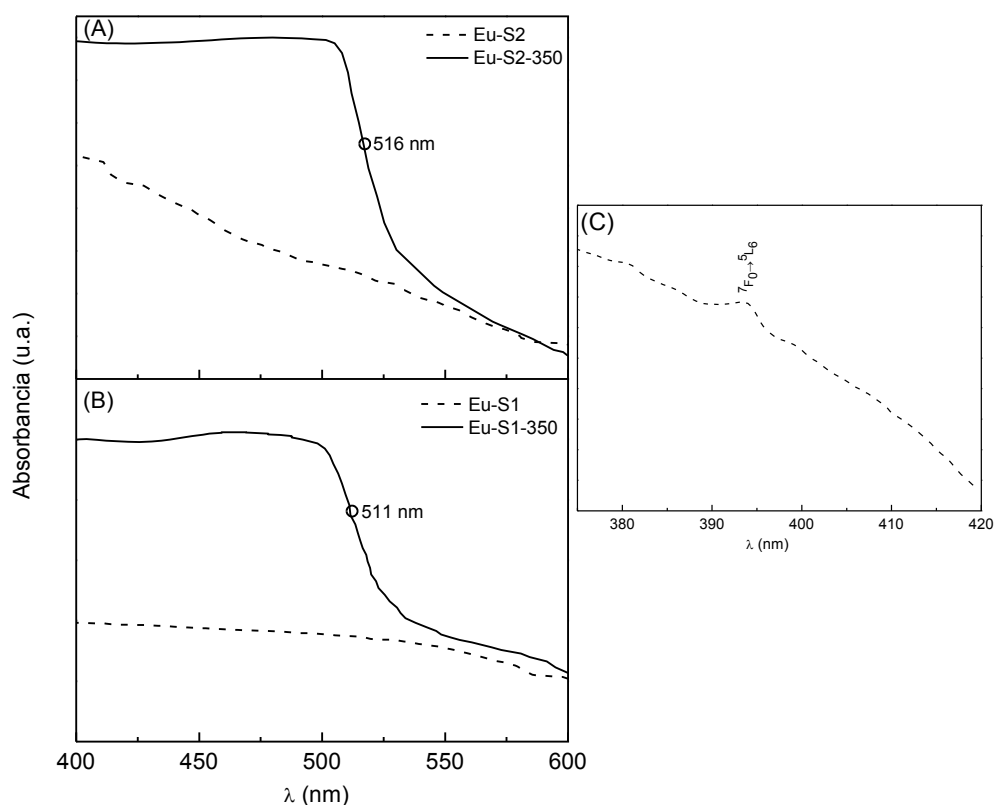 (A)
Eu-S2
Eu-S2-350
516 nm
(B)
Eu-S1
Eu-S1-350
511 nm
Absorbancia (u.a.)
400 450 500 550 600
λ (nm)
(C)
⁷F₀→⁵L₆
380 390 400 410 420
λ (nm)